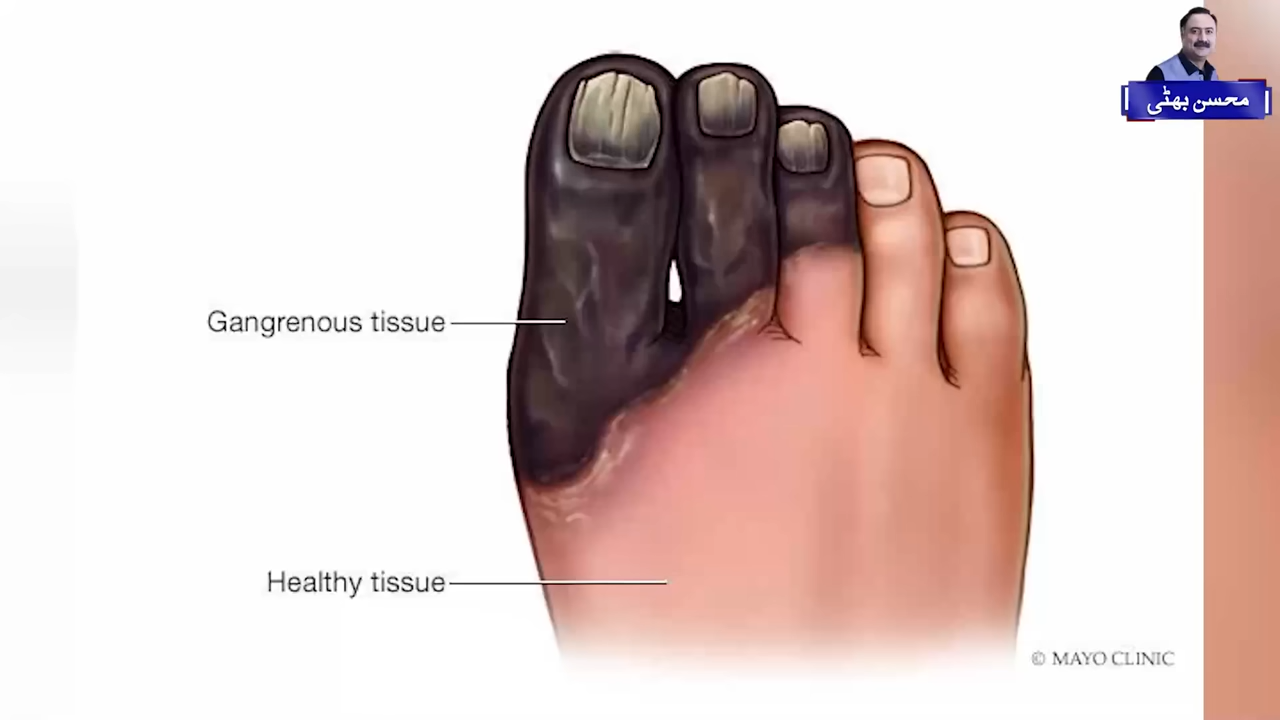 محسن بھٹی
Gangrenous tissue
Healthy tissue
© MAYO CLINIC